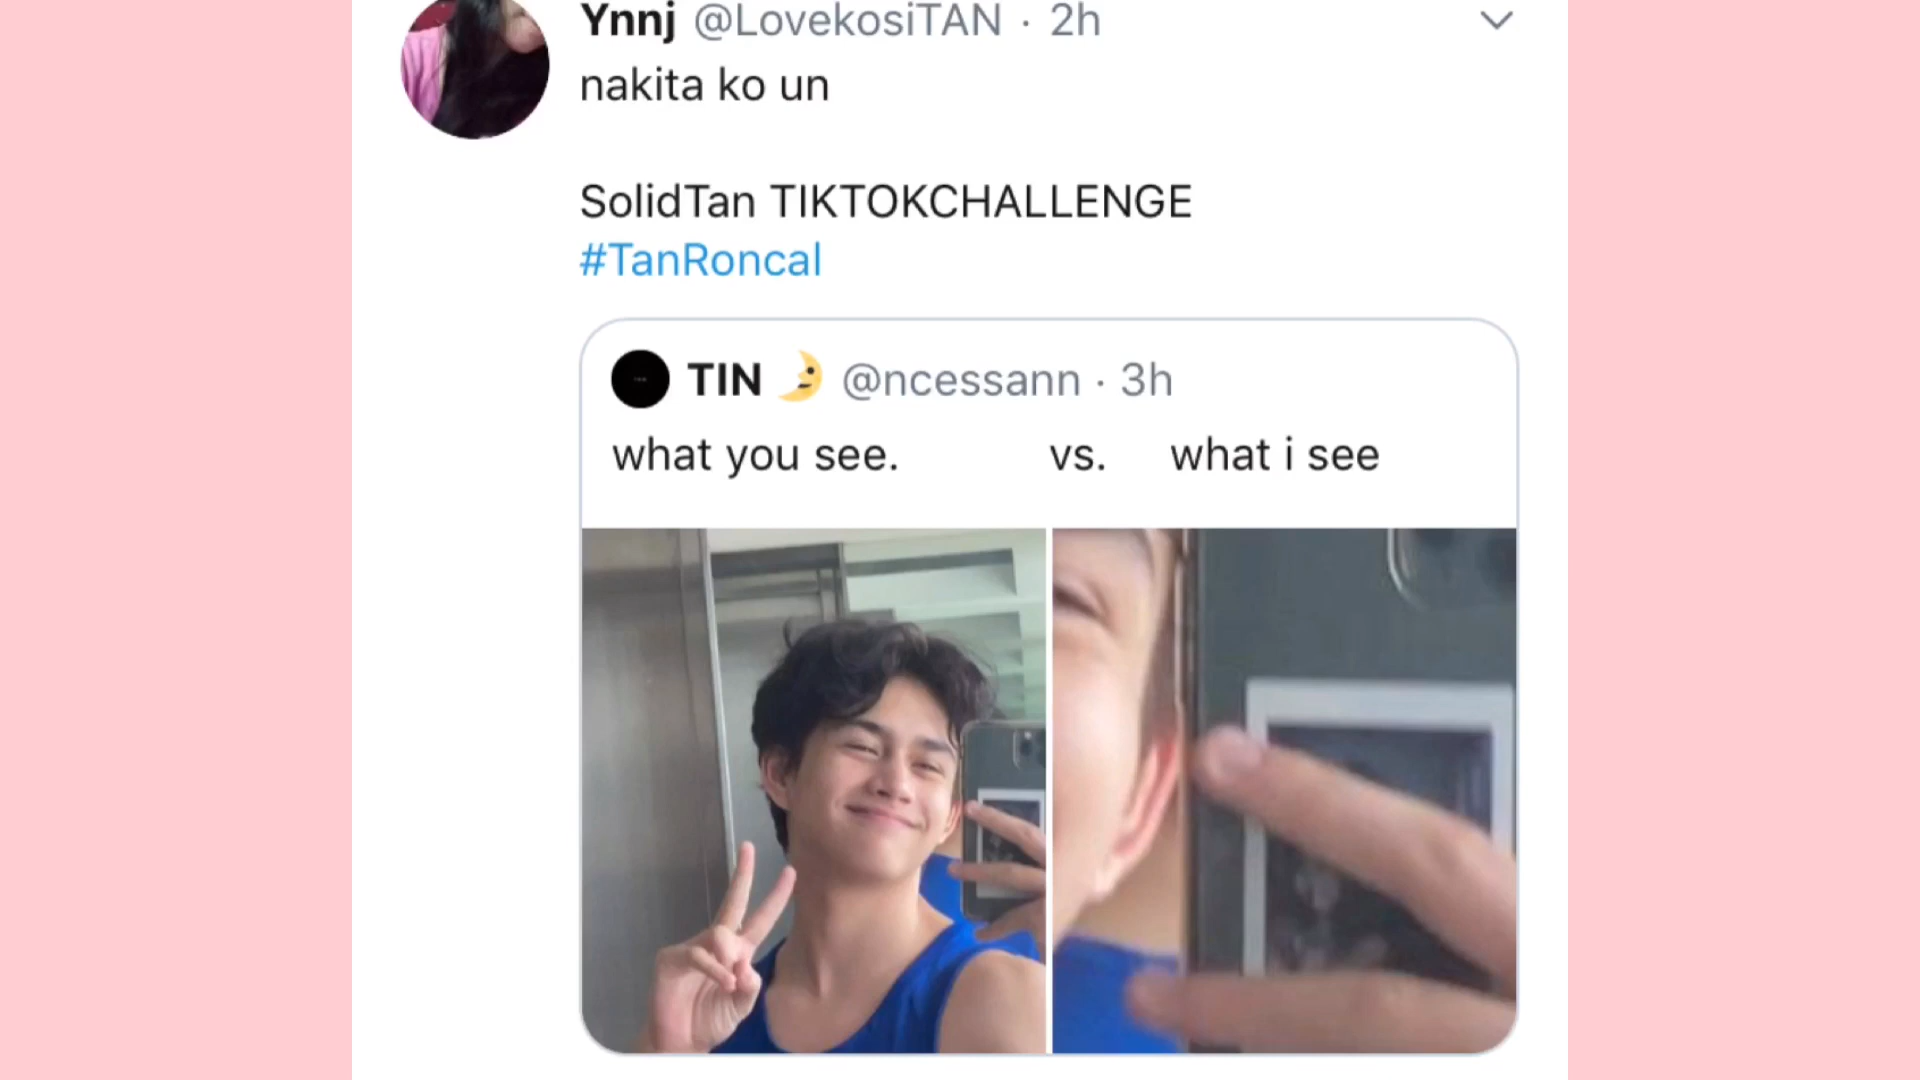 Ynnj @LovekosiTAN · 2h
nakita ko un
SolidTan TIKTOKCHALLENGE
#TanRoncal
TIN 🌛 @ncessann · 3h
what you see. vs. what i see